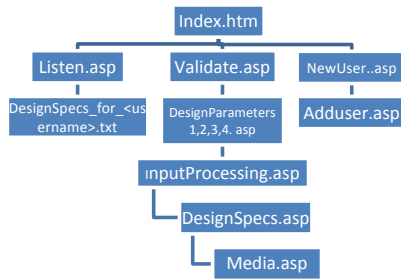 Index.htm
Listen.asp
Validate.asp
NewUser..asp
DesignSpecs_for_<us
ername>.txt
DesignParameters
1,2,3,4. asp
Adduser.asp
InputProcessing.asp
DesignSpecs.asp
Media.asp